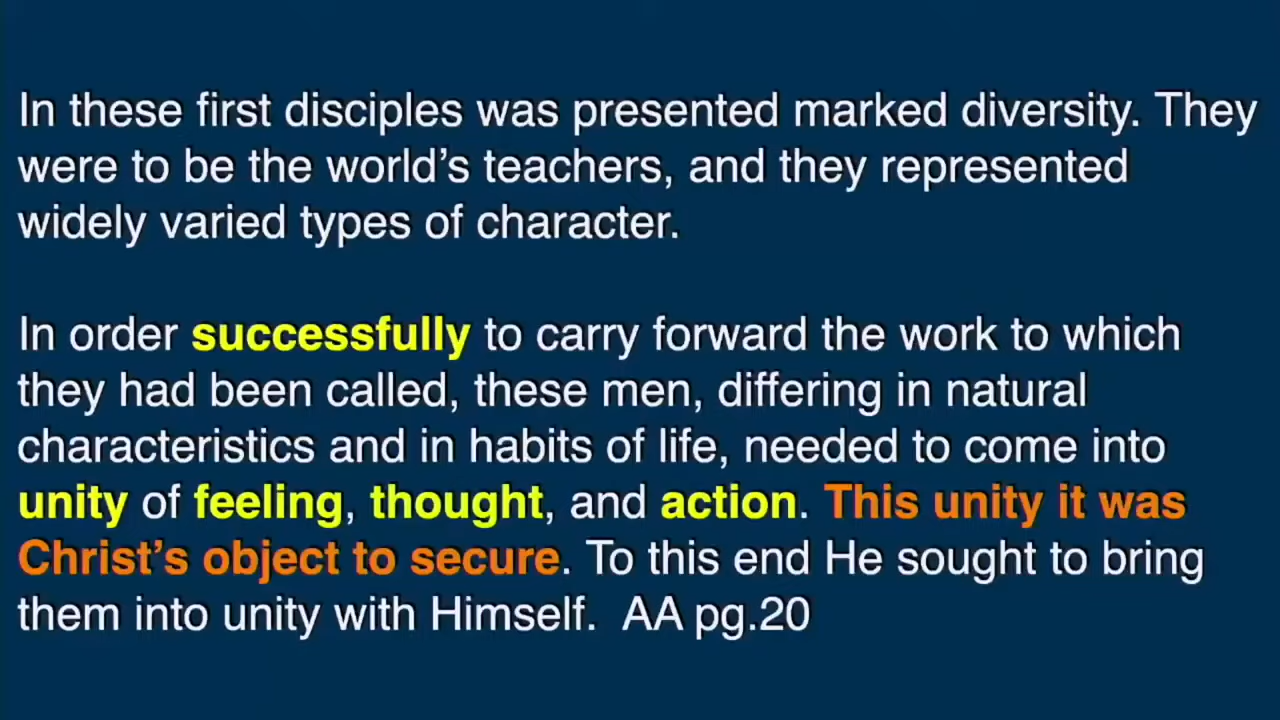 In these first disciples was presented marked diversity. They
were to be the world’s teachers, and they represented
widely varied types of character.
In order successfully to carry forward the work to which
they had been called, these men, differing in natural
characteristics and in habits of life, needed to come into
unity of feeling, thought, and action. This unity it was
Christ’s object to secure. To this end He sought to bring
them into unity with Himself.  AA pg.20